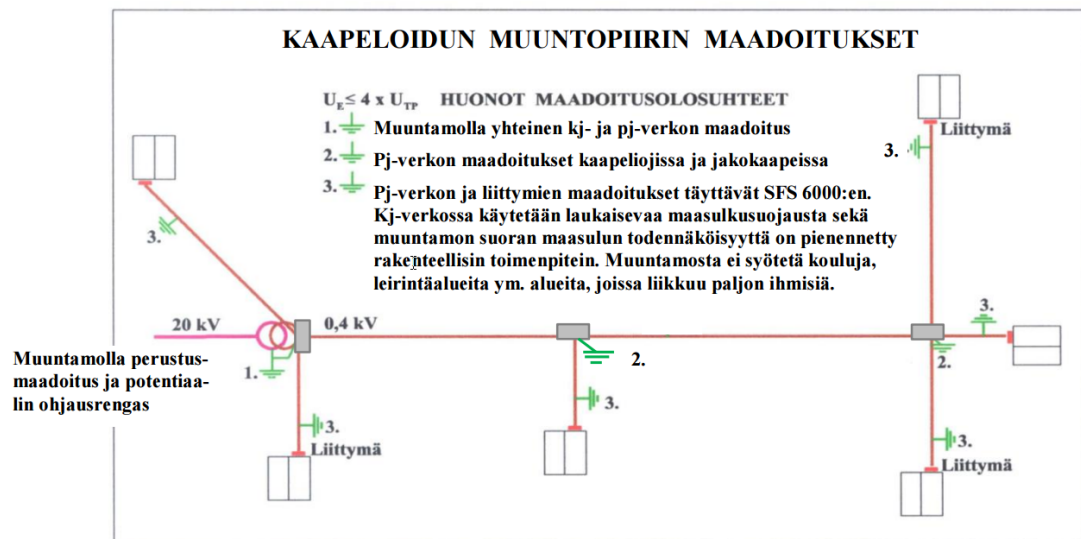 KAAPELOIDUN MUUNTOPIIRIN MAADOITUKSET
U_E ≤ 4 x U_TP HUONOT MAADOITUSOLOSUHTEET
1. Muuntamolla yhteinen kj- ja pj-verkon maadoitus
2. Pj-verkon maadoitukset kaapeliojissa ja jakokaapeissa
3. Pj-verkon ja liittymien maadoitukset täyttävät SFS 6000:en.
Kj-verkossa käytetään laukaisevaa maasulkusuojausta sekä
muuntamon suoran maasulun todennäköisyyttä on pienennetty
rakenteellisin toimenpitein. Muuntamosta ei syötetä kouluja,
leirintäalueita ym. alueita, joissa liikkuu paljon ihmisiä.
Liittymä
3.
3.
20 kV
0,4 kV
3.
Muuntamolla perustus-
maadoitus ja potentiaa-
lin ohjausrengas
1.
2.
2.
3.
3.
Liittymä
3.
Liittymä